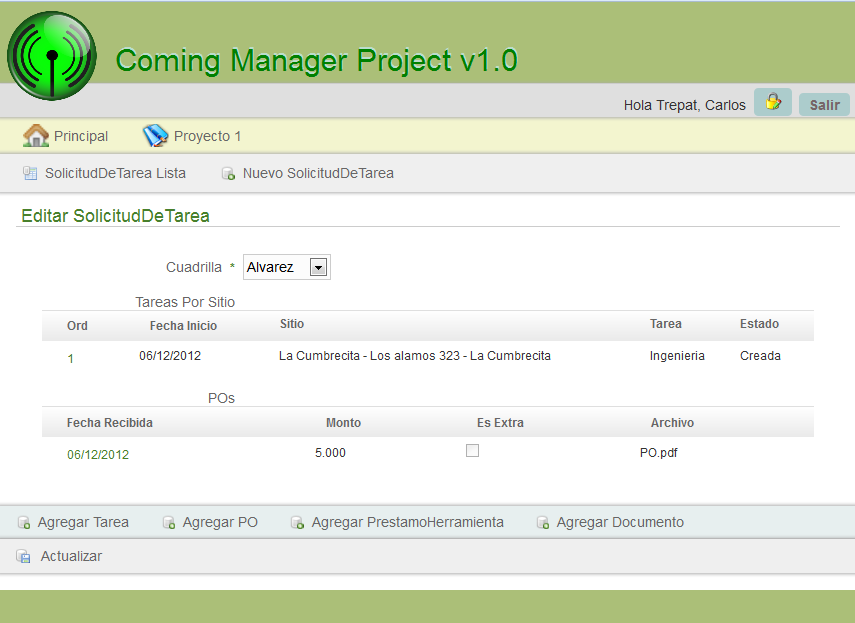 Coming Manager Project v1.0
Hola Trepat, Carlos Salir
Principal Proyecto 1
SolicitudDeTarea Lista Nuevo SolicitudDeTarea
Editar SolicitudDeTarea
Cuadrilla * Alvarez
Tareas Por Sitio
Ord Fecha Inicio Sitio Tarea Estado
1 06/12/2012 La Cumbrecita - Los alamos 323 - La Cumbrecita Ingenieria Creada
POs
Fecha Recibida Monto Es Extra Archivo
06/12/2012 5.000 PO.pdf
Agregar Tarea Agregar PO Agregar PrestamoHerramienta Agregar Documento
Actualizar